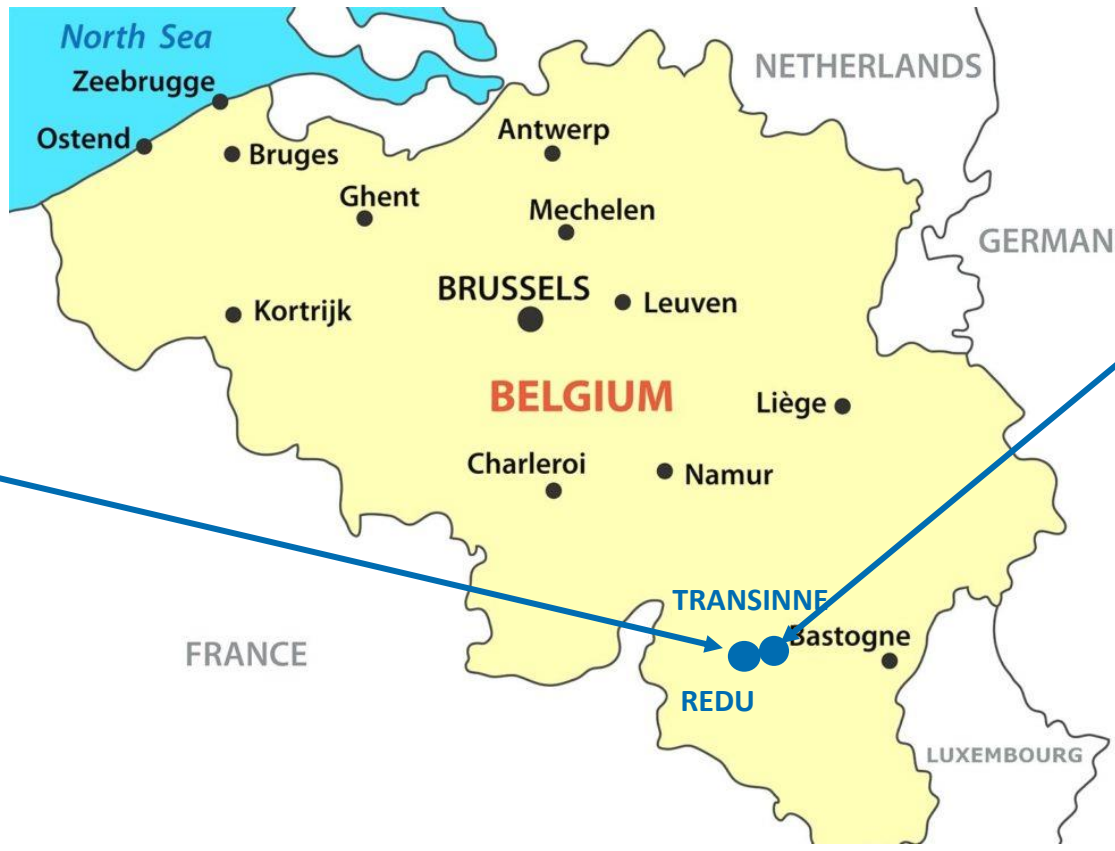 North Sea
NETHERLANDS
Zeebrugge
Ostend
Bruges
Antwerp
Ghent
Mechelen
GERMAN
BRUSSELS
Leuven
Kortrijk
BELGIUM
Liège
Charleroi
Namur
TRANSINNE
Bastogne
FRANCE
REDU
LUXEMBOURG